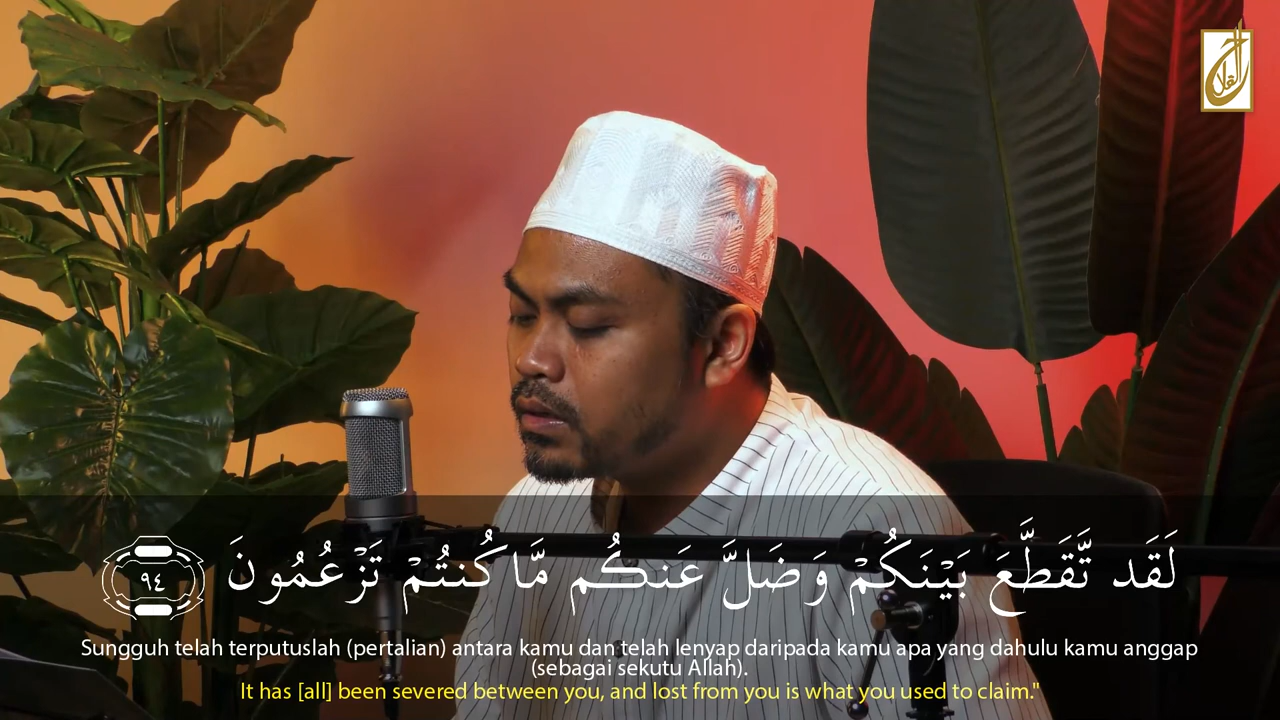 لَقَد تَّقَطَّعَ بَيْنَكُمْ وَضَلَّ عَنكُم مَّا كُنتُمْ تَزْعُمُونَ ٩٤
Sungguh telah terputuslah (pertalian) antara kamu dan telah lenyap daripada kamu apa yang dahulu kamu anggap
(sebagai sekutu Allah).
It has [all] been severed between you, and lost from you is what you used to claim."